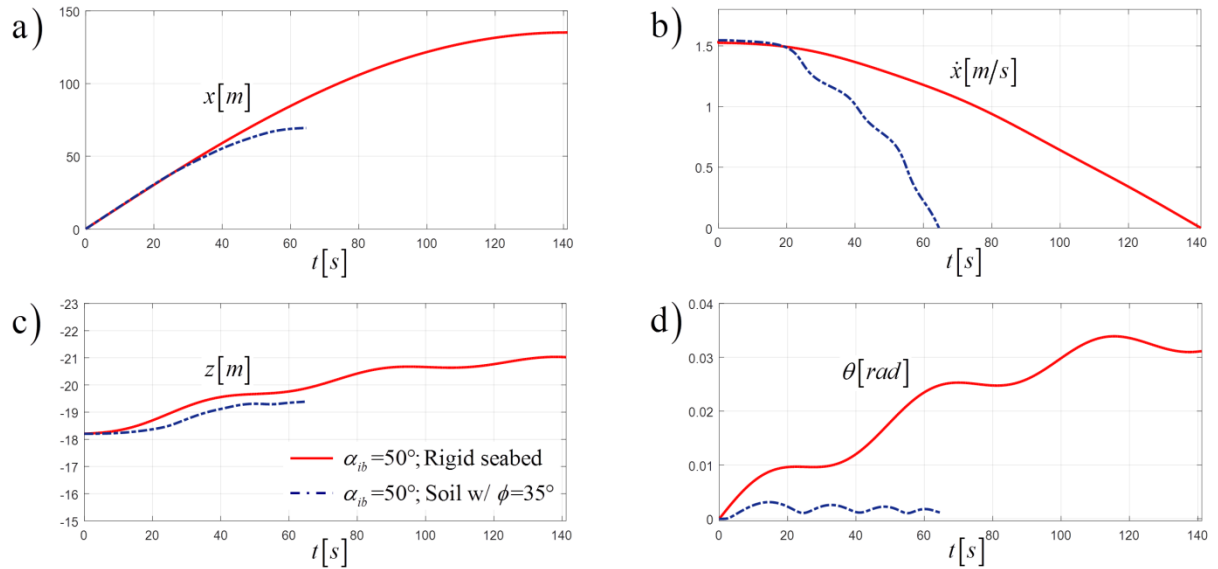 a)
150
100
50
0
x[m]
0 20 40 60 80 100 120 140
t[s]
b)
1.5
1
0.5
0
ẋ[m/s]
0 20 40 60 80 100 120 140
t[s]
c)
-23
-22
-21
-20
-19
-18
-17
-16
-15
z[m]
α_ib=50°; Rigid seabed
α_ib=50°; Soil w/ ϕ=35°
0 20 40 60 80 100 120 140
t[s]
d)
0.04
0.03
0.02
0.01
0
θ[rad]
0 20 40 60 80 100 120 140
t[s]